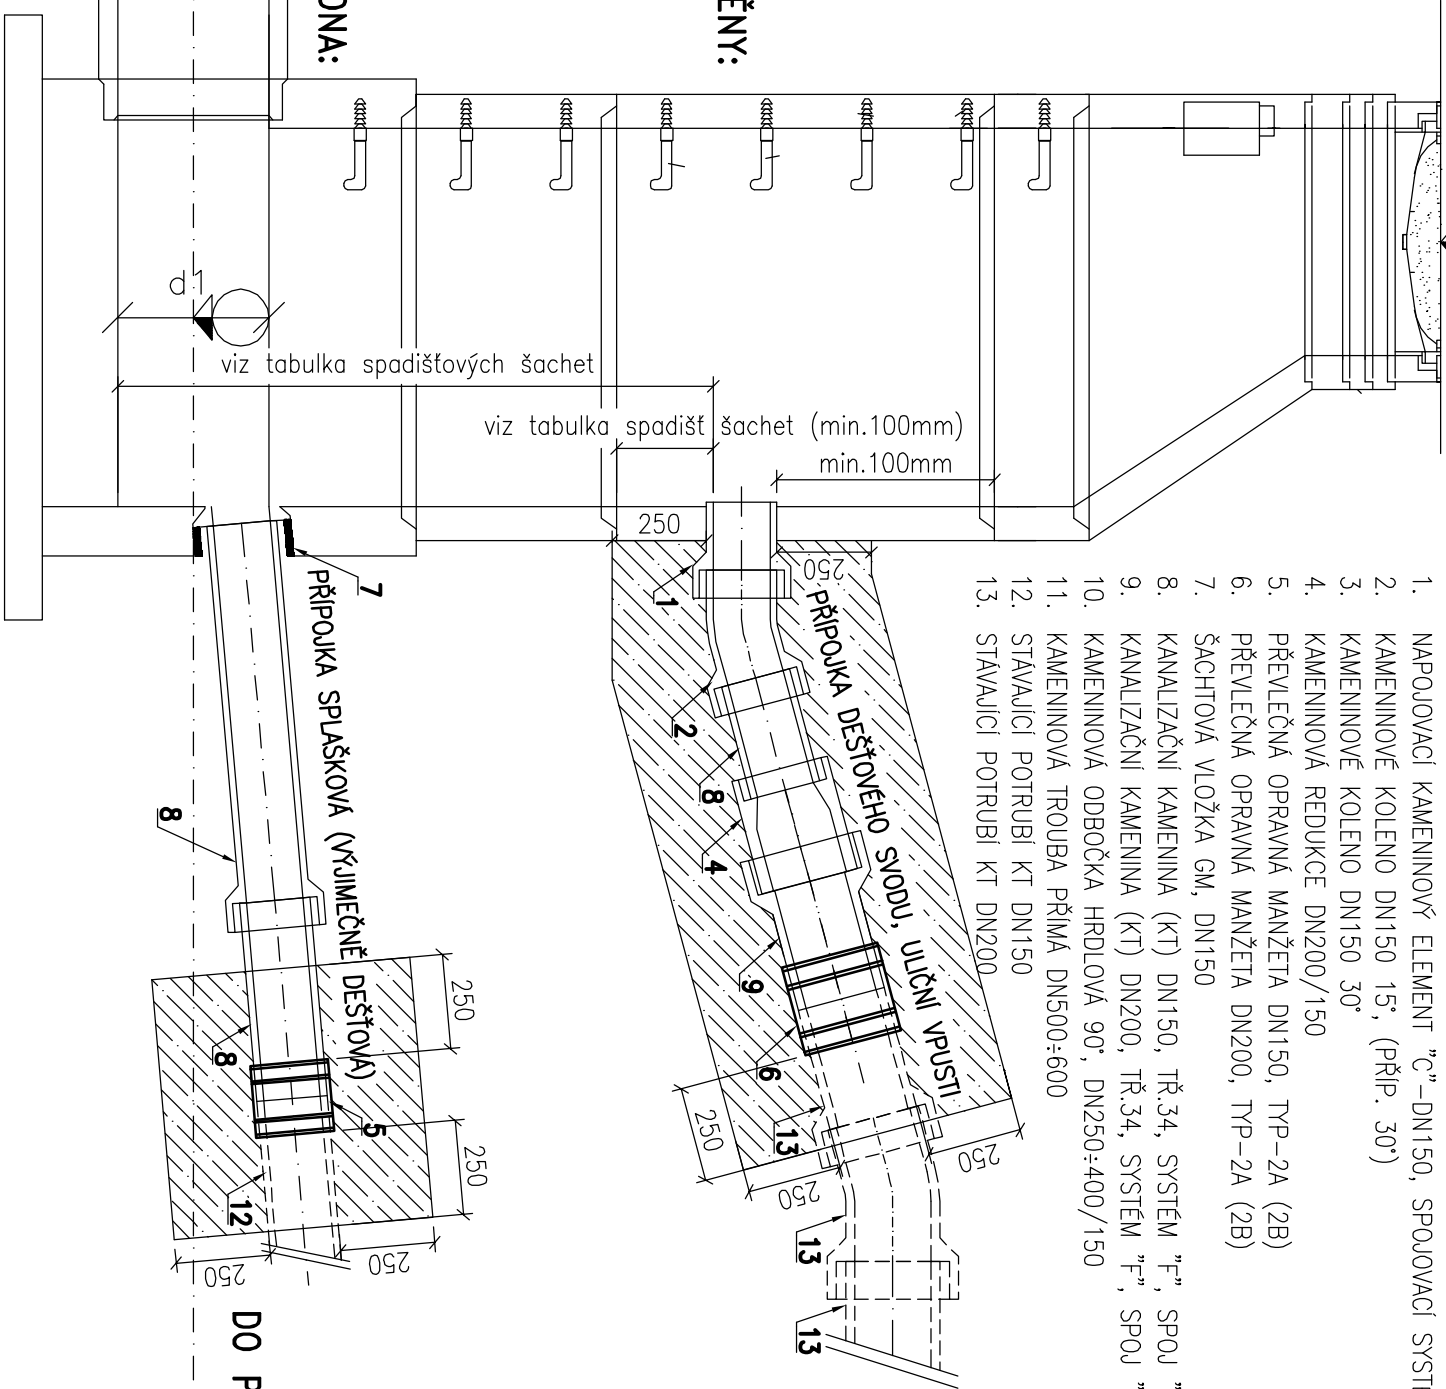 ONA:
ĚNY:
1. NAPOJOVACÍ KAMENINOVÝ ELEMENT "C"-DN150, SPOJOVACÍ SYST
2. KAMENINOVÉ KOLENO DN150 15°, (PŘÍP. 30°)
3. KAMENINOVÉ KOLENO DN150 30°
4. KAMENINOVÁ REDUKCE DN200/150
5. PŘEVLEČNÁ OPRAVNÁ MANŽETA DN150, TYP-2A (2B)
6. PŘEVLEČNÁ OPRAVNÁ MANŽETA DN200, TYP-2A (2B)
7. ŠACHTOVÁ VLOŽKA GM, DN150
8. KANALIZAČNÍ KAMENINA (KT) DN150, TŘ.34, SYSTÉM "F", SPOJ "
9. KANALIZAČNÍ KAMENINA (KT) DN200, TŘ.34, SYSTÉM "F", SPOJ "
10. KAMENINOVÁ ODBOČKA HRDLOVÁ 90°, DN250÷400/150
11. KAMENINOVÁ TROUBA PŘÍMÁ DN500÷600
12. STÁVAJÍCÍ POTRUBÍ KT DN150
13. STÁVAJÍCÍ POTRUBÍ KT DN200
d1
viz tabulka spadišťových šachet
viz tabulka spadišť šachet (min.100mm)
min.100mm
250
250
PŘÍPOJKA DEŠŤOVÉHO SVODU, ULIČNÍ VPUSTI
1
2
8
4
9
6
13
250
250
250
13
13
7
PŘÍPOJKA SPLAŠKOVÁ (VÝJIMEČNĚ DEŠŤOVÁ)
8
8
5
12
250
250
250
250
DO P